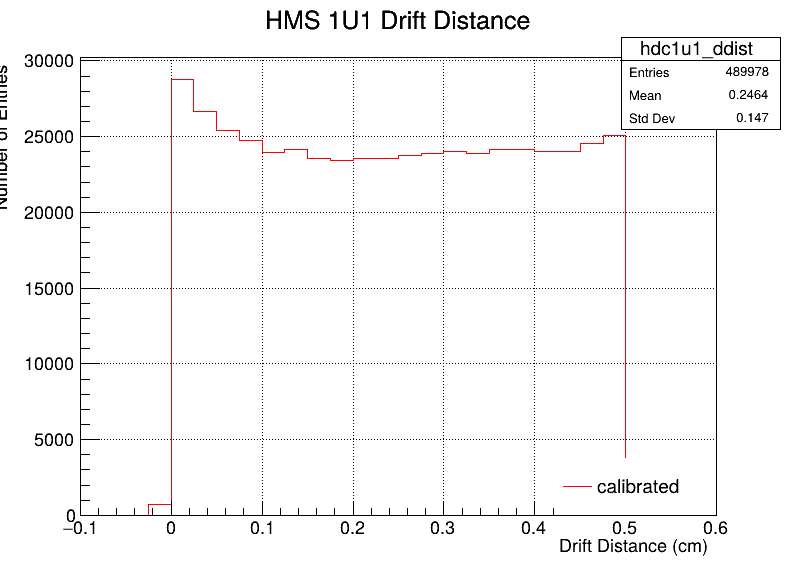 HMS 1U1 Drift Distance
hdc1u1_ddist
Entries 489978
Mean 0.2464
Std Dev 0.147
Number of Entries
30000
25000
20000
15000
10000
5000
0
−0.1 0 0.1 0.2 0.3 0.4 0.5 0.6
Drift Distance (cm)
calibrated